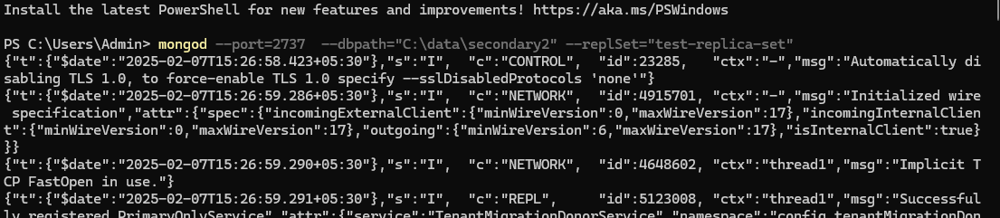 Install the latest PowerShell for new features and improvements! https://aka.ms/PSWindows
PS C:\Users\Admin> mongod --port=2737  --dbpath="C:\data\secondary2" --replSet="test-replica-set"
{"t":{"$date":"2025-02-07T15:26:58.423+05:30"},"s":"I",  "c":"CONTROL",  "id":23285,   "ctx":"-","msg":"Automatically di
sabling TLS 1.0, to force-enable TLS 1.0 specify --sslDisabledProtocols 'none'"}
{"t":{"$date":"2025-02-07T15:26:59.286+05:30"},"s":"I",  "c":"NETWORK",  "id":4915701, "ctx":"-","msg":"Initialized wire
 specification","attr":{"spec":{"incomingExternalClient":{"minWireVersion":0,"maxWireVersion":17},"incomingInternalClien
t":{"minWireVersion":0,"maxWireVersion":17},"outgoing":{"minWireVersion":6,"maxWireVersion":17},"isInternalClient":true}
}}
{"t":{"$date":"2025-02-07T15:26:59.290+05:30"},"s":"I",  "c":"NETWORK",  "id":4648602, "ctx":"thread1","msg":"Implicit T
CP FastOpen in use."}
{"t":{"$date":"2025-02-07T15:26:59.291+05:30"},"s":"I",  "c":"REPL",     "id":5123008, "ctx":"thread1","msg":"Successful
ly registered PrimaryOnlyService","attr":{"service":"TenantMigrationDonorService","namespace":"config.tenantMigrationDon